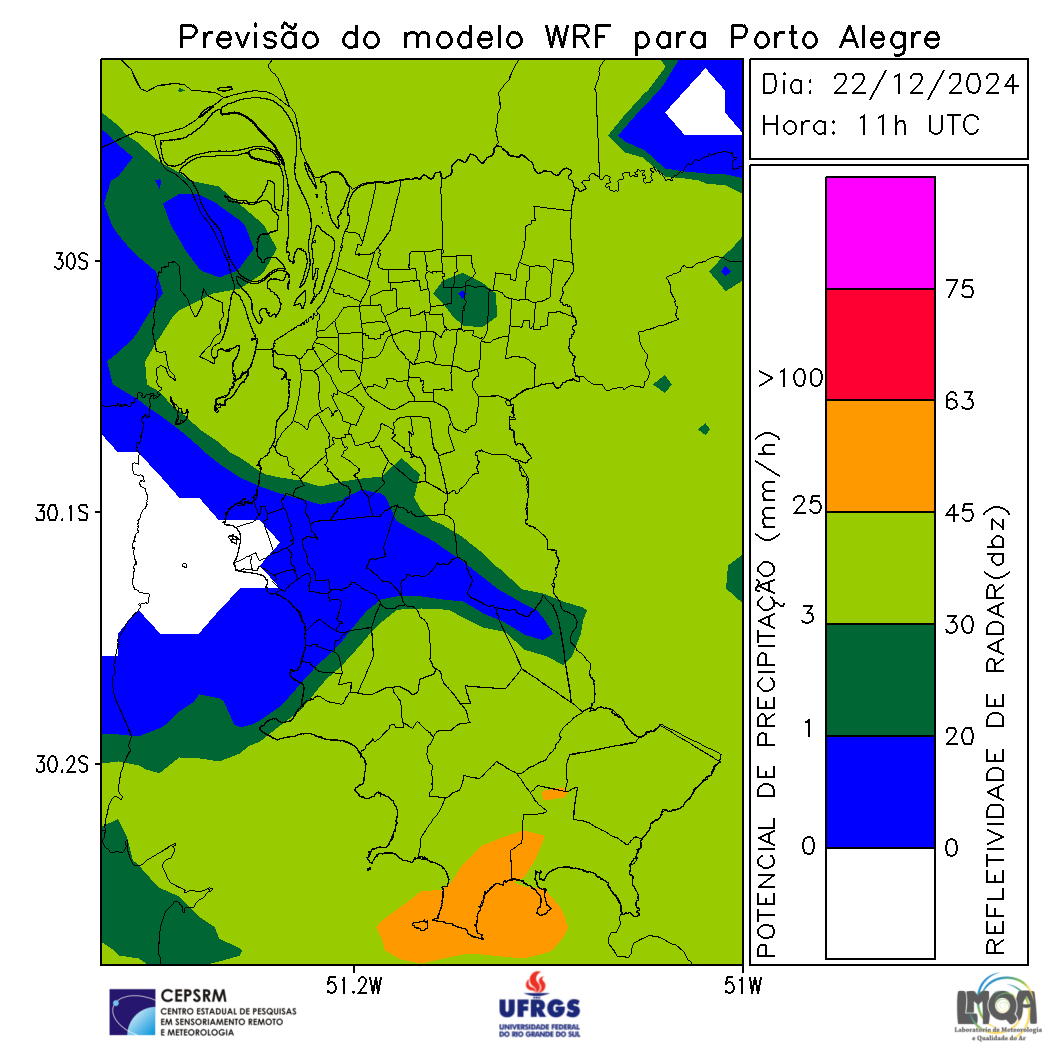 Previsão do modelo WRF para Porto Alegre
Dia: 22/12/2024
Hora: 11h UTC
30S
30.1S
30.2S
51.2W
51W
POTENCIAL DE PRECIPITAÇÃO (mm/h)
>100
25
3
1
0
75
63
45
30
20
0
REFLETIVIDADE DE RADAR(dbz)
CEPSRM
CENTRO ESTADUAL DE PESQUISAS
EM SENSORIAMENTO REMOTO
E METEOROLOGIA
UFRGS
UNIVERSIDADE FEDERAL
DO RIO GRANDE DO SUL
LMQA
Laboratório de Meteorologia
e Qualidade do Ar